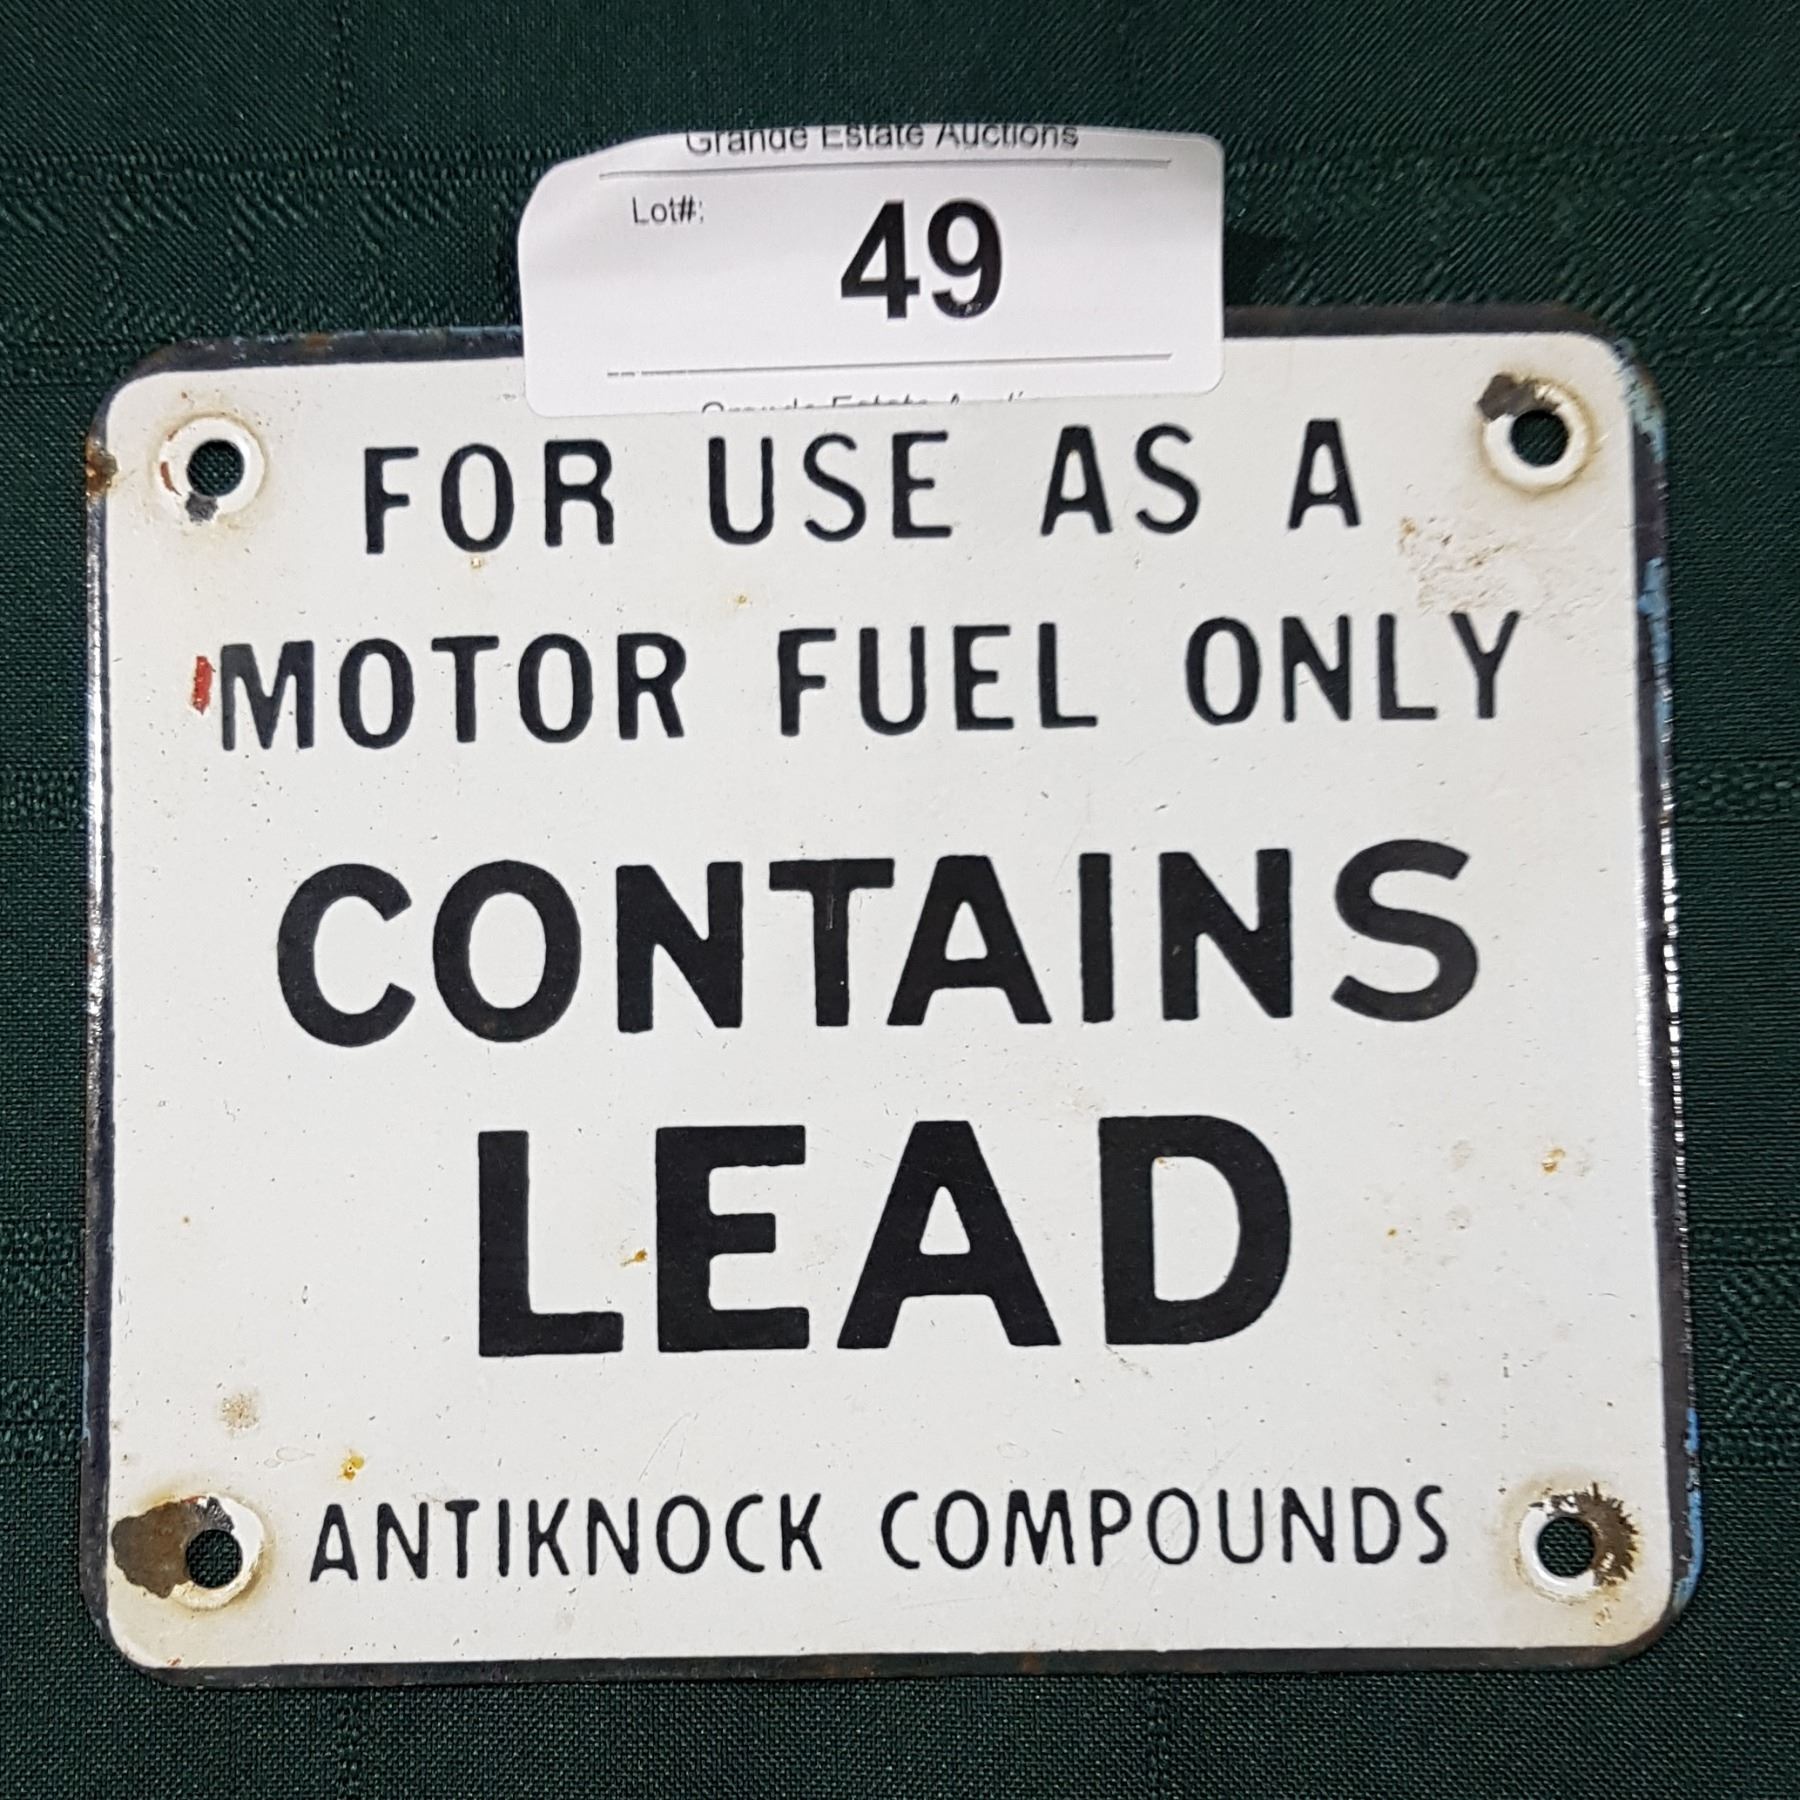 Grande Estate Auctions
Lot#:
49
FOR USE AS A
MOTOR FUEL ONLY
CONTAINS
LEAD
ANTIKNOCK COMPOUNDS